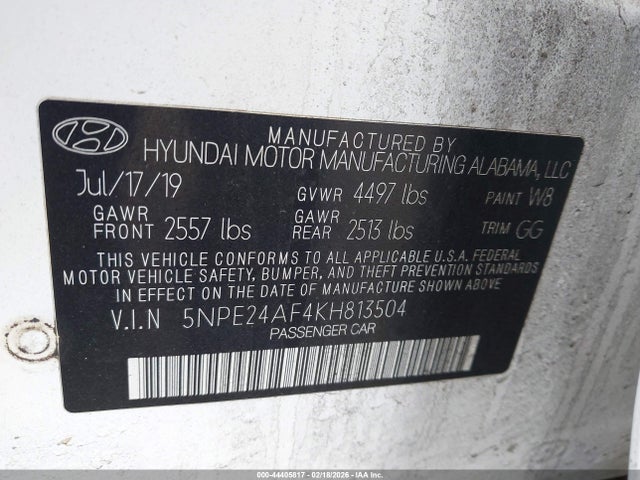 MANUFACTURED BY
HYUNDAI MOTOR MANUFACTURING ALABAMA, LLC
Jul/17/19 GVWR 4497 lbs PAINT W8
GAWR FRONT 2557 lbs GAWR REAR 2513 lbs TRIM GG
THIS VEHICLE CONFORMS TO ALL APPLICABLE U.S.A. FEDERAL
MOTOR VEHICLE SAFETY, BUMPER, AND THEFT PREVENTION STANDARDS
IN EFFECT ON THE DATE OF MANUFACTURE SHOWN ABOVE.
V.I.N 5NPE24AF4KH813504
PASSENGER CAR
000-44405817 - 02/18/2026 - IAAI.COM